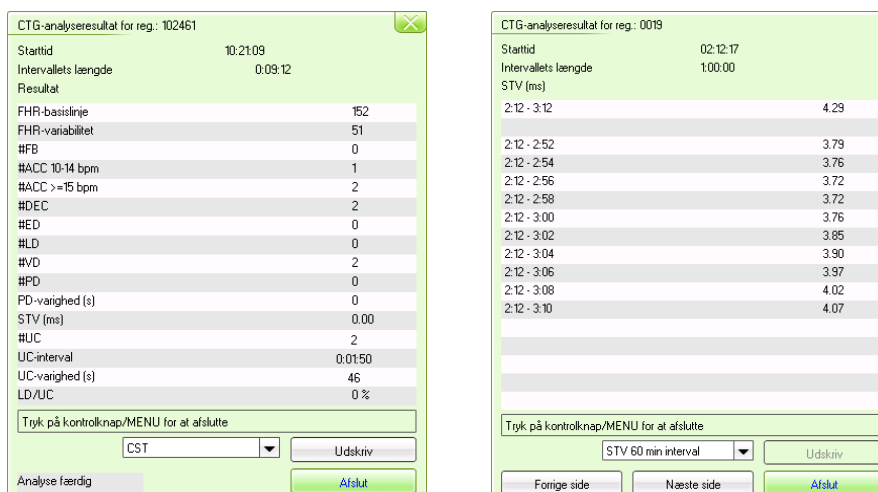 CTG-analyseresultat for reg.: 102461
Starttid 10:21:09
Intervallets længde 0:09:12
Resultat
FHR-basislinje 152
FHR-variabilitet 51
#FB 0
#ACC 10-14 bpm 1
#ACC >=15 bpm 2
#DEC 2
#ED 0
#LD 0
#VD 2
#PD 0
PD-varighed (s) 0
STV (ms) 0.00
#UC 2
UC-interval 0:01:50
UC-varighed (s) 46
LD/UC 0 %
Tryk på kontrolknap/MENU for at afslutte
CST Udskriv
Analyse færdig Afslut
CTG-analyseresultat for reg.: 0019
Starttid 02:12:17
Intervallets længde 1:00:00
STV (ms)
2:12 - 3:12 4.29
2:12 - 2:52 3.79
2:12 - 2:54 3.76
2:12 - 2:56 3.72
2:12 - 2:58 3.72
2:12 - 3:00 3.76
2:12 - 3:02 3.85
2:12 - 3:04 3.90
2:12 - 3:06 3.97
2:12 - 3:08 4.02
2:12 - 3:10 4.07
Tryk på kontrolknap/MENU for at afslutte
STV 60 min interval Udskriv
Forrige side Næste side Afslut